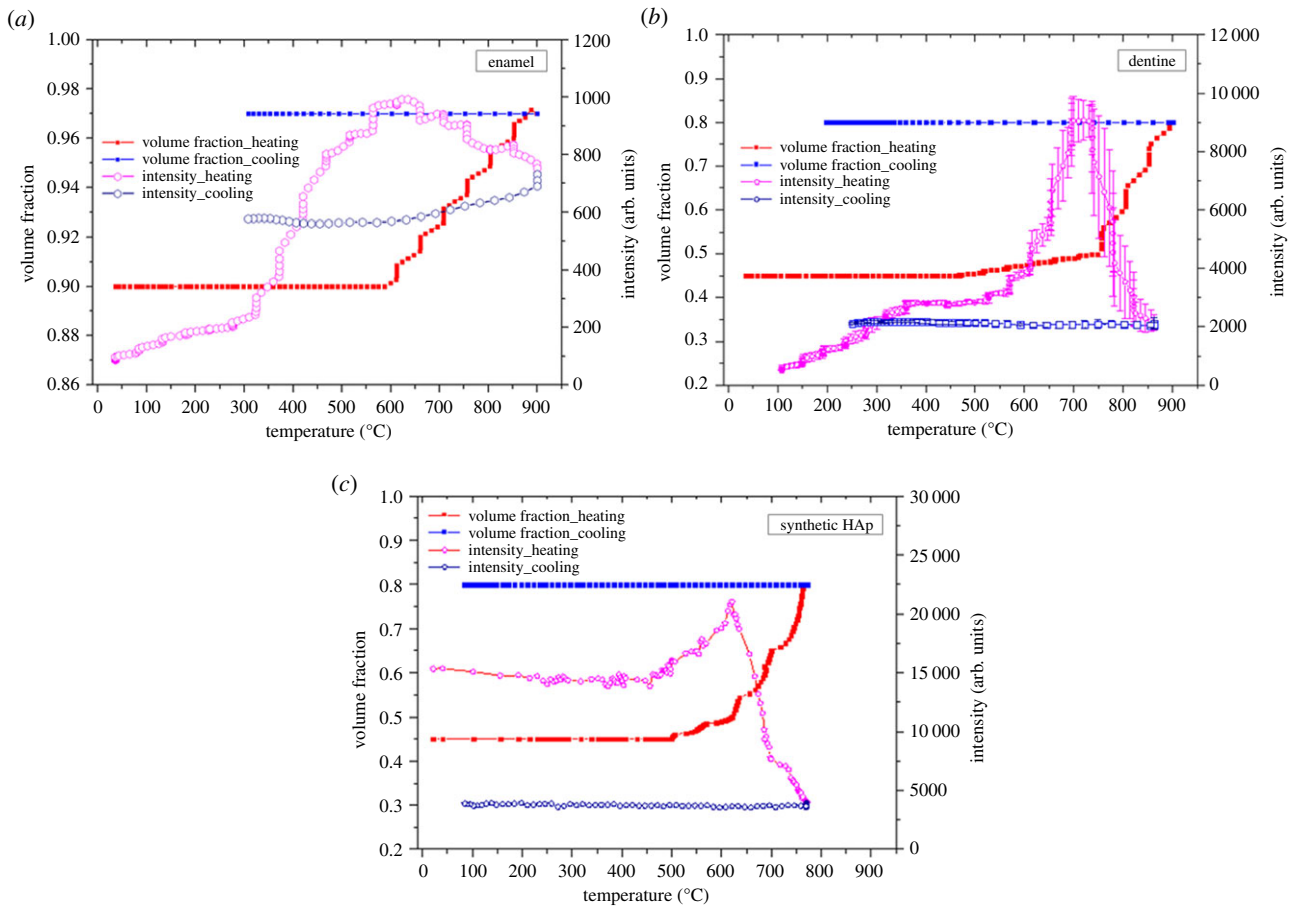 (a)
1.00
0.98
0.96
0.94
0.92
0.90
0.88
0.86
volume fraction
enamel
volume fraction_heating
volume fraction_cooling
intensity_heating
intensity_cooling
1200
1000
800
600
400
200
0
intensity (arb. units)
0 100 200 300 400 500 600 700 800 900
temperature (°C)
(b)
1.0
0.9
0.8
0.7
0.6
0.5
0.4
0.3
0.2
volume fraction
dentine
volume fraction_heating
volume fraction_cooling
intensity_heating
intensity_cooling
12 000
10 000
8000
6000
4000
2000
0
intensity (arb. units)
0 100 200 300 400 500 600 700 800 900
temperature (°C)
(c)
1.0
0.9
0.8
0.7
0.6
0.5
0.4
0.3
0.2
volume fraction
synthetic HAp
volume fraction_heating
volume fraction_cooling
intensity_heating
intensity_cooling
30 000
25 000
20 000
15 000
10 000
5000
0
intensity (arb. units)
0 100 200 300 400 500 600 700 800 900
temperature (°C)